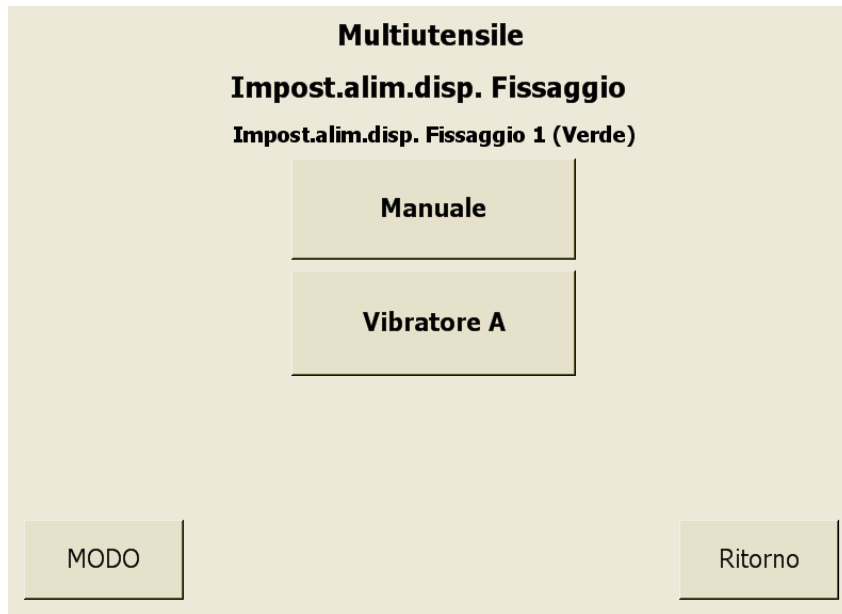 Multiutensile
Impost.alim.disp. Fissaggio
Impost.alim.disp. Fissaggio 1 (Verde)
Manuale
Vibratore A
MODO
Ritorno